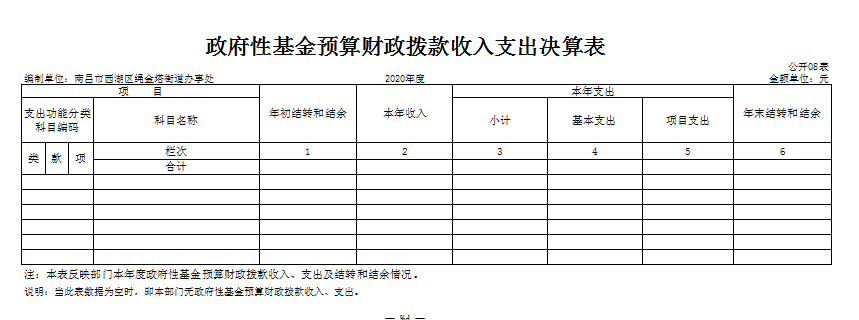 政府性基金预算财政拨款收入支出决算表
公开08表
编制单位：南昌市西湖区绳金塔街道办事处 2020年度 金额单位：元
项 目 年初结转和结余 本年收入 本年支出 年末结转和结余
支出功能分类科目编码 科目名称 小计 基本支出 项目支出
类 款 项 栏次 1 2 3 4 5 6
合计
注：本表反映部门本年度政府性基金预算财政拨款收入、支出及结转和结余情况。
说明：当此表数据为空时，即本部门无政府性基金预算财政拨款收入、支出。